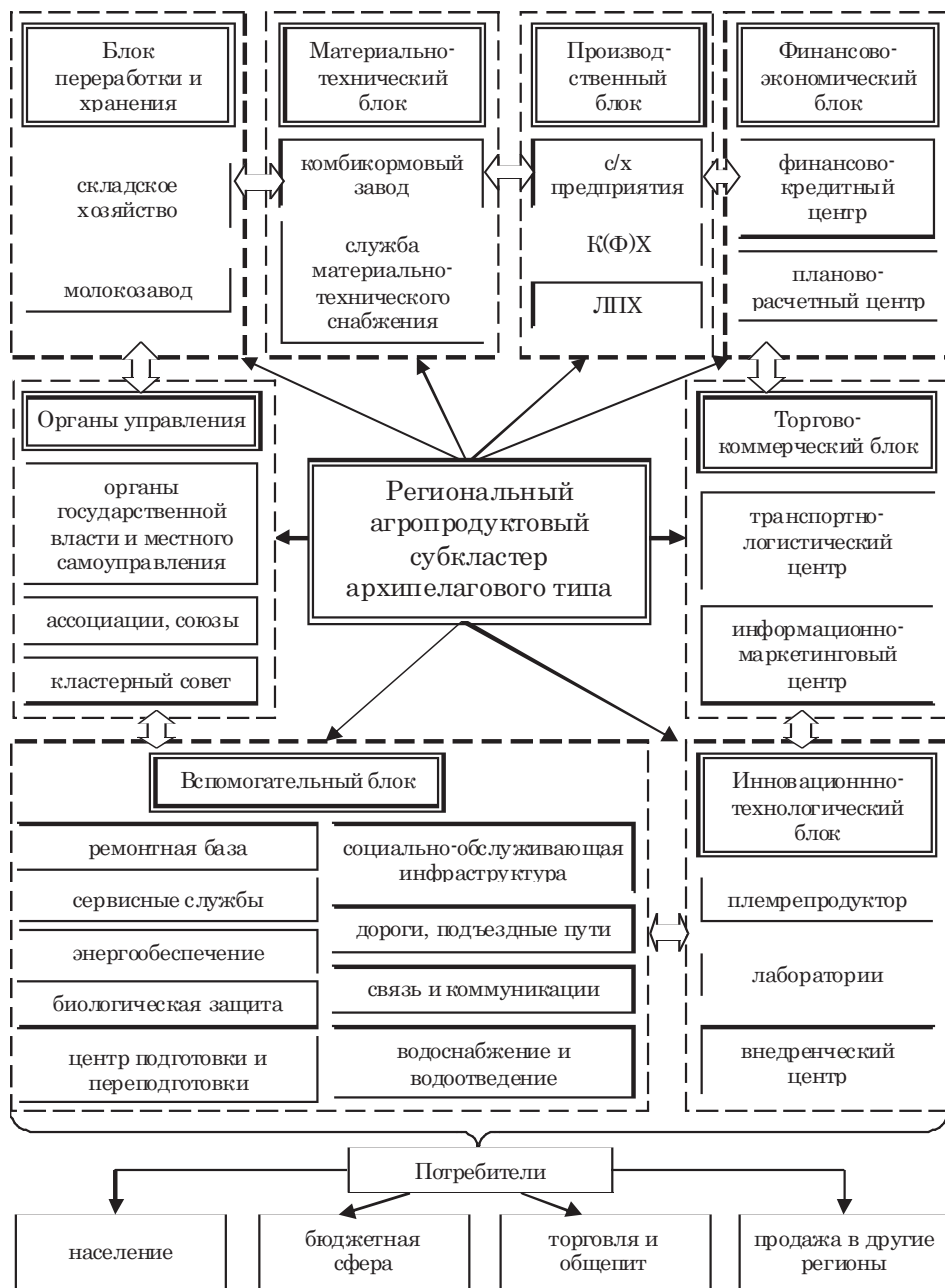 Блок
переработки и
хранения
складское
хозяйство
молокозавод
Материально-
технический
блок
комбикормовый
завод
служба
материально-
технического
снабжения
Производ-
ственный
блок
с/х
предприятия
К(Ф)Х
ЛПХ
Финансово-
экономический
блок
финансово-
кредитный
центр
планово-
расчетный центр
Органы управления
органы
государственной
власти и местного
самоуправления
ассоциации, союзы
кластерный совет
Региональный
агропродуктовый
субкластер
архипелагового типа
Торгово-
коммерческий блок
транспортно-
логистический
центр
информационно-
маркетинговый
центр
Вспомогательный блок
ремонтная база
сервисные службы
энергообеспечение
биологическая защита
центр подготовки и
переподготовки
социально-обслуживающая
инфраструктура
дороги, подъездные пути
связь и коммуникации
водоснабжение и
водоотведение
Инновационнно-
технологический
блок
племрепродуктор
лаборатории
внедренческий
центр
Потребители
население
бюджетная
сфера
торговля и
общепит
продажа в другие
регионы